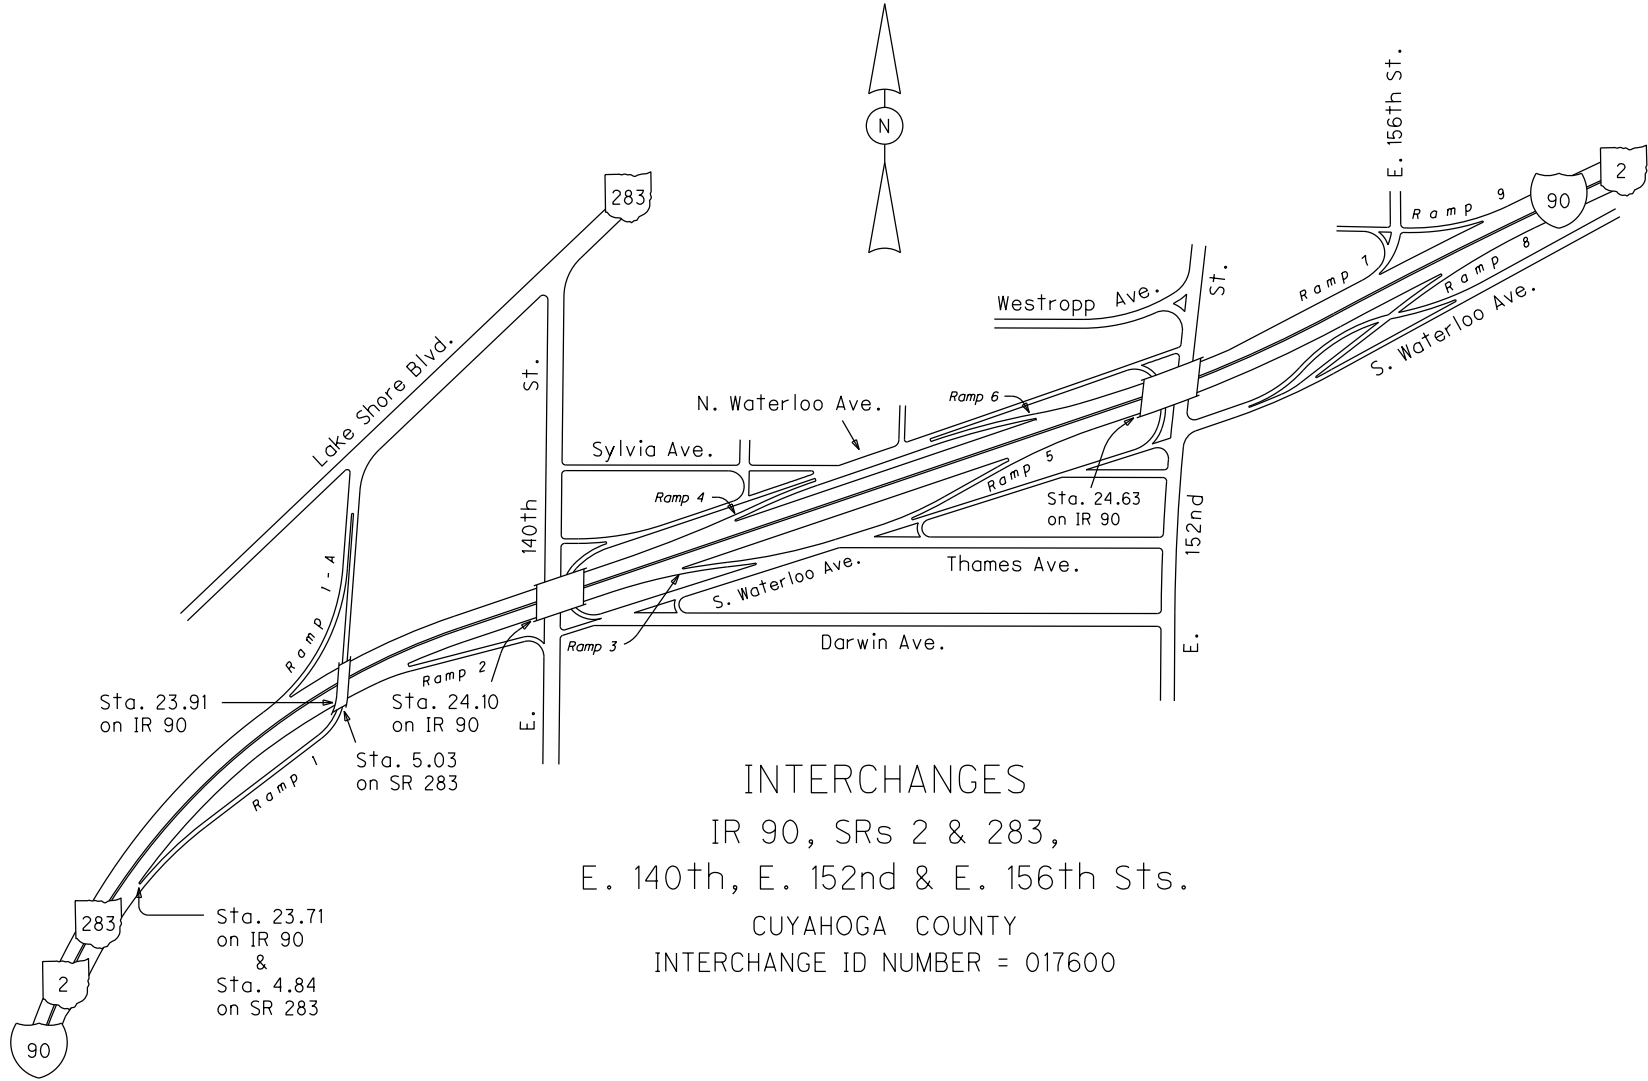 N
E. 156th St.
2
90
283
Ramp 9
Ramp 8
Ramp 7
S. Waterloo Ave.
St.
Westropp Ave.
Lake Shore Blvd.
St.
Ramp 6
N. Waterloo Ave.
Sylvia Ave.
Ramp 5
Ramp 4
Sta. 24.63
on IR 90
140th
152nd
Thames Ave.
S. Waterloo Ave.
Ramp 1-A
Ramp 3
Darwin Ave.
E.
Ramp 2
Sta. 23.91
on IR 90
Sta. 24.10
on IR 90
E.
Sta. 5.03
on SR 283
Ramp 1
INTERCHANGES
IR 90, SRs 2 & 283,
E. 140th, E. 152nd & E. 156th Sts.
CUYAHOGA COUNTY
INTERCHANGE ID NUMBER = 017600
283
Sta. 23.71
on IR 90
&
Sta. 4.84
on SR 283
2
90